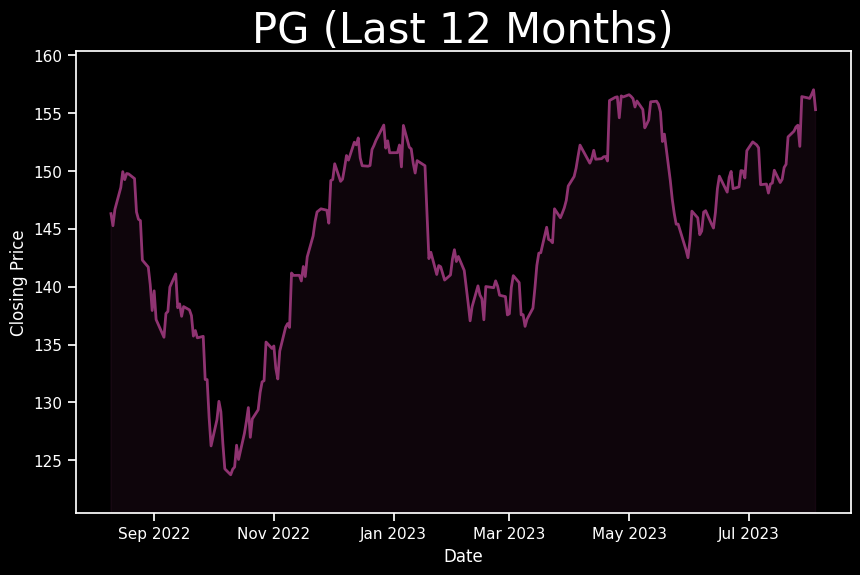 PG (Last 12 Months)
160
155
150
145
140
135
130
125
Closing Price
Sep 2022
Nov 2022
Jan 2023
Mar 2023
May 2023
Jul 2023
Date